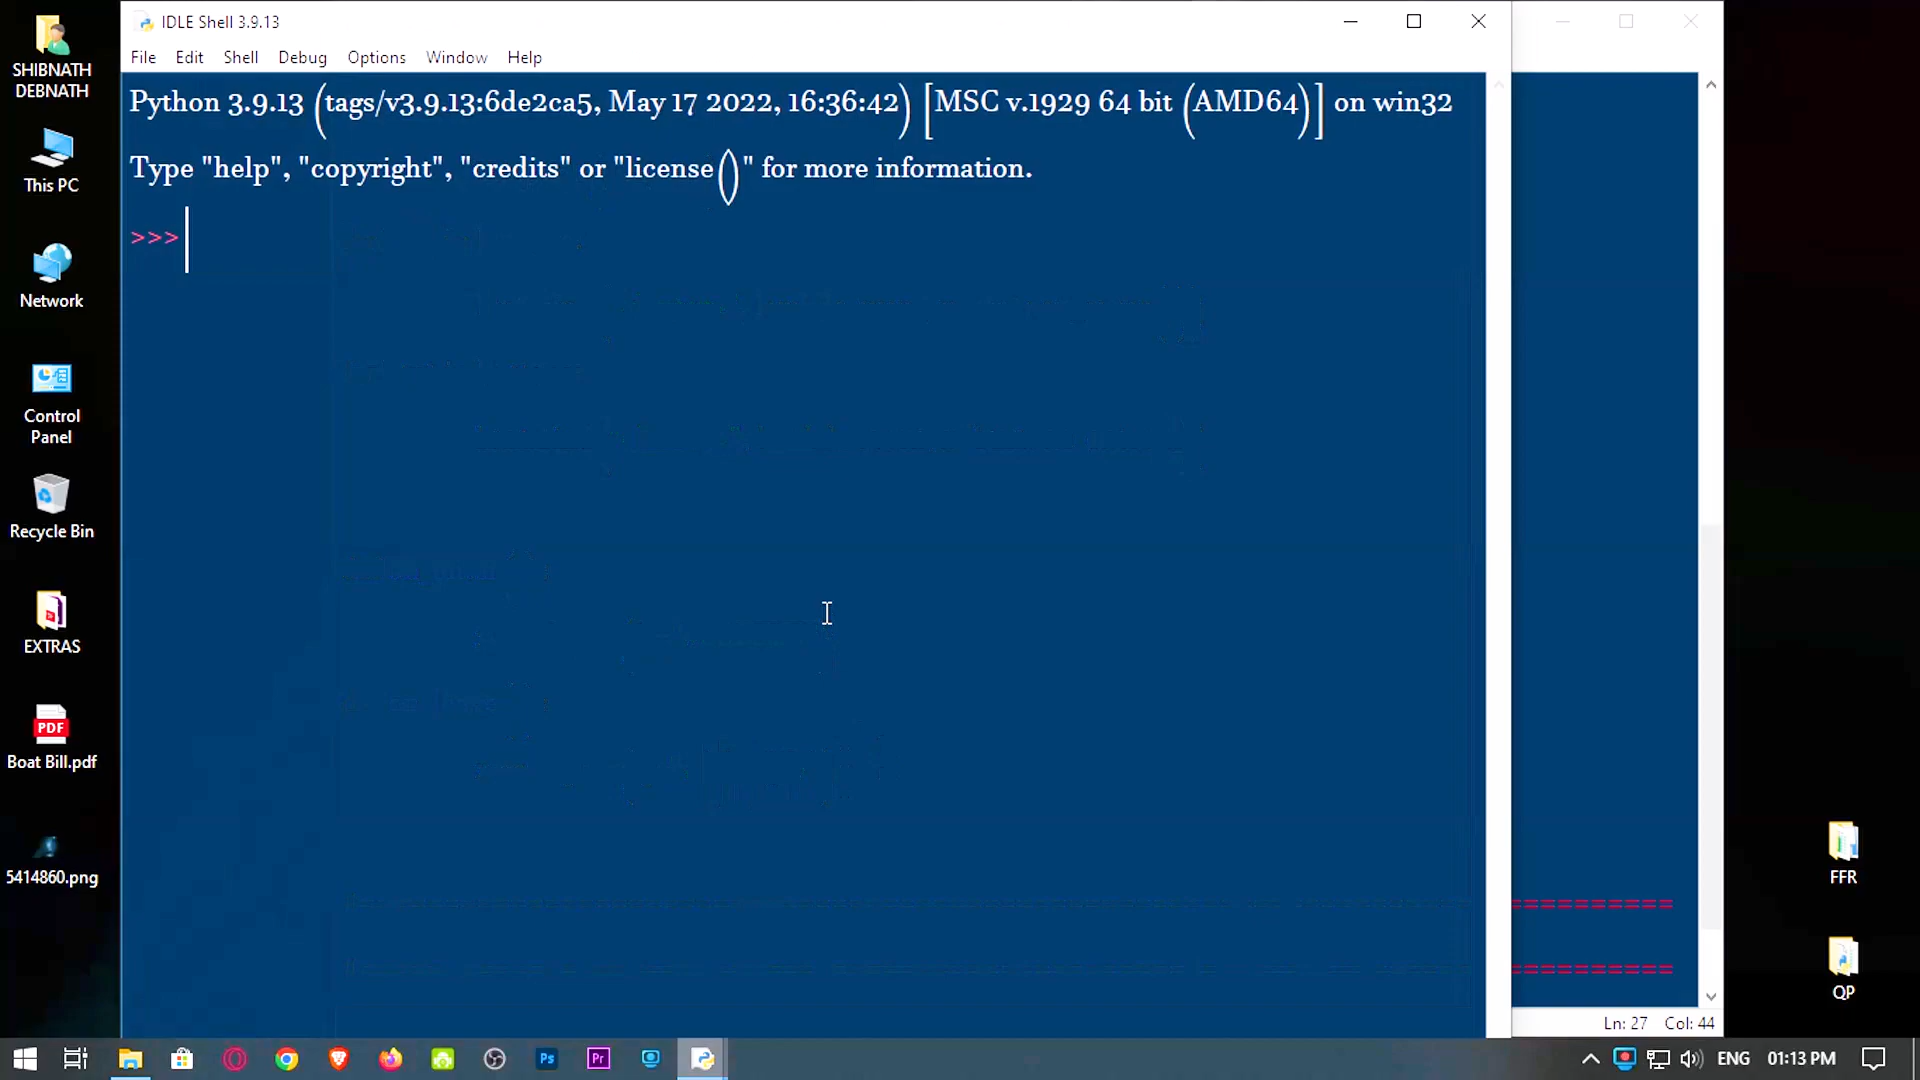 IDLE Shell 3.9.13
File Edit Shell Debug Options Window Help
Python 3.9.13 (tags/v3.9.13:6de2ca5, May 17 2022, 16:36:42) [MSC v.1929 64 bit (AMD64)] on win32
Type "help", "copyright", "credits" or "license()" for more information.
>>>
SHIBNATH
DEBNATH
This PC
Network
Control
Panel
Recycle Bin
EXTRAS
PDF
Boat Bill.pdf
5414860.png
==========
==========
FFR
QP
Ln: 27 Col: 44
Ps
Pr
ENG
01:13 PM